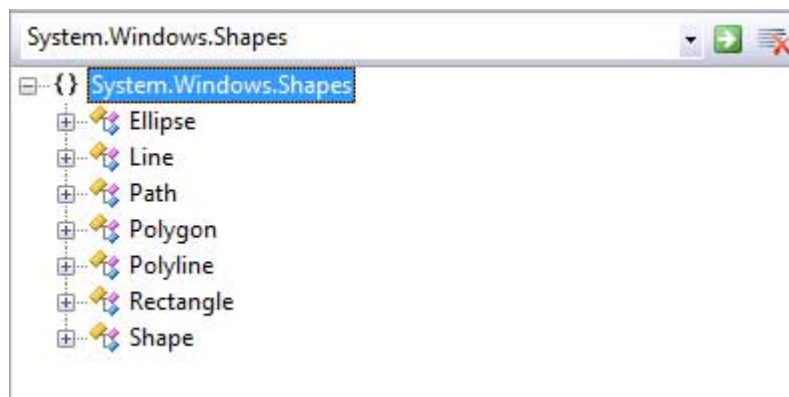 System.Windows.Shapes
{} System.Windows.Shapes
Ellipse
Line
Path
Polygon
Polyline
Rectangle
Shape